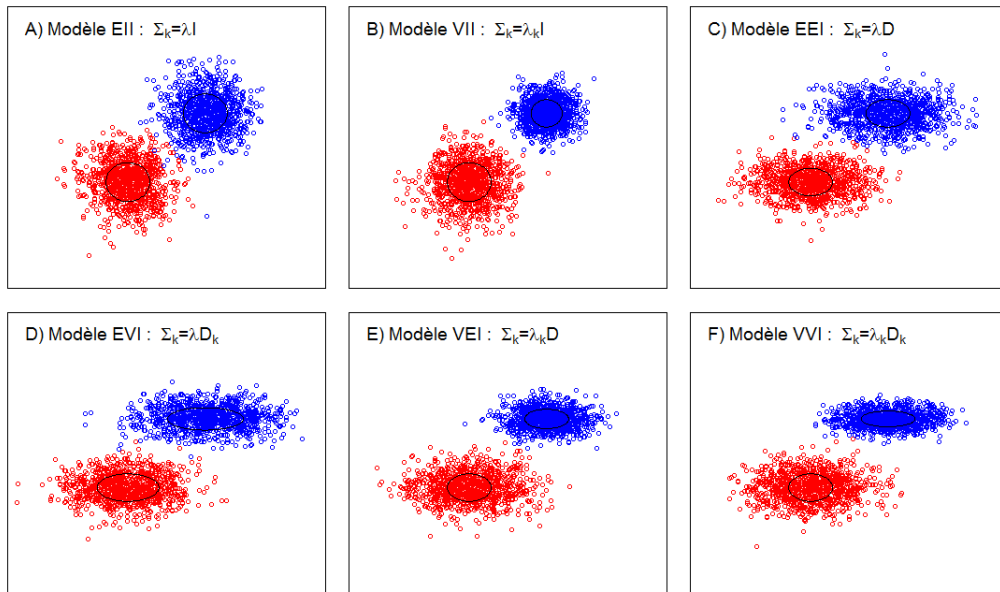 A) Modèle EII : Σk=λI
B) Modèle VII : Σk=λkI
C) Modèle EEI : Σk=λD
D) Modèle EVI : Σk=λDk
E) Modèle VEI : Σk=λkD
F) Modèle VVI : Σk=λkDk